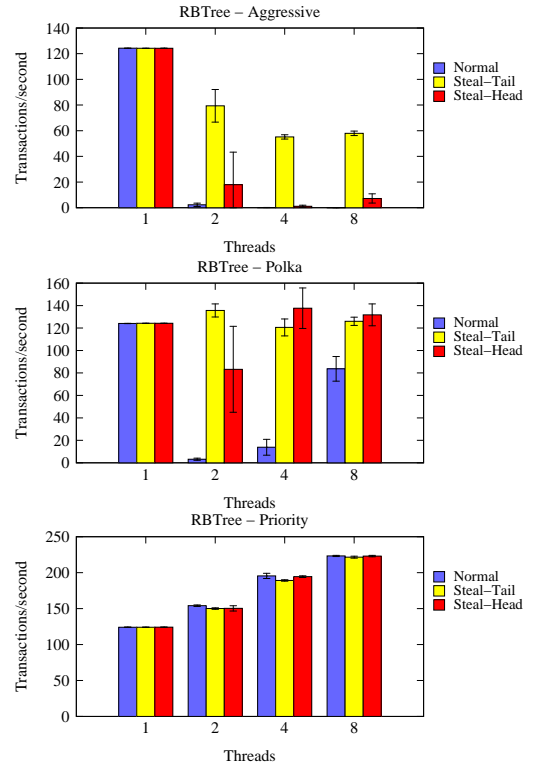 RBTree – Aggressive
140
120
100
80
60
40
20
0
Transactions/second
1 2 4 8
Threads
Normal
Steal–Tail
Steal–Head
RBTree – Polka
160
140
120
100
80
60
40
20
0
Transactions/second
1 2 4 8
Threads
Normal
Steal–Tail
Steal–Head
RBTree – Priority
250
200
150
100
50
0
Transactions/second
1 2 4 8
Threads
Normal
Steal–Tail
Steal–Head